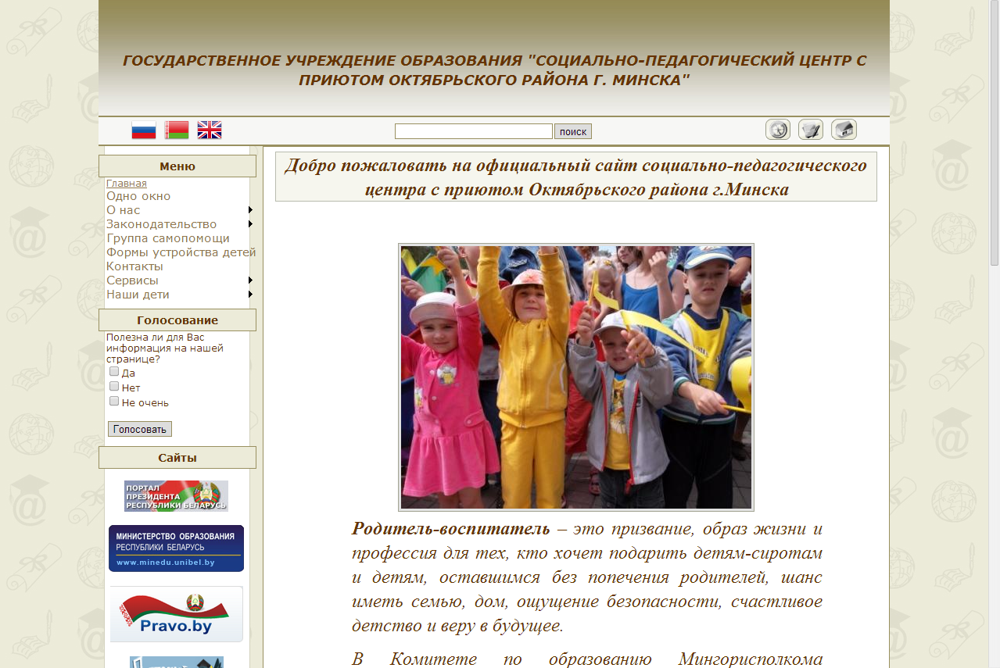 ГОСУДАРСТВЕННОЕ УЧРЕЖДЕНИЕ ОБРАЗОВАНИЯ "СОЦИАЛЬНО-ПЕДАГОГИЧЕСКИЙ ЦЕНТР С
ПРИЮТОМ ОКТЯБРЬСКОГО РАЙОНА Г. МИНСКА"
поиск
Меню
Главная
Одно окно
О нас
Законодательство
Группа самопомощи
Формы устройства детей
Контакты
Сервисы
Наши дети
Голосование
Полезна ли для Вас
информация на нашей
странице?
Да
Нет
Не очень
Голосовать
Сайты
ПОРТАЛ
ПРЕЗИДЕНТА
РЕСПУБЛИКИ БЕЛАРУСЬ
МИНИСТЕРСТВО ОБРАЗОВАНИЯ
РЕСПУБЛИКИ БЕЛАРУСЬ
www.minedu.unibel.by
Pravo.by
Добро пожаловать на официальный сайт социально-педагогического
центра с приютом Октябрьского района г.Минска
Родитель-воспитатель – это призвание, образ жизни и
профессия для тех, кто хочет подарить детям-сиротам
и детям, оставшимся без попечения родителей, шанс
иметь семью, дом, ощущение безопасности, счастливое
детство и веру в будущее.
В Комитете по образованию Мингорисполкома